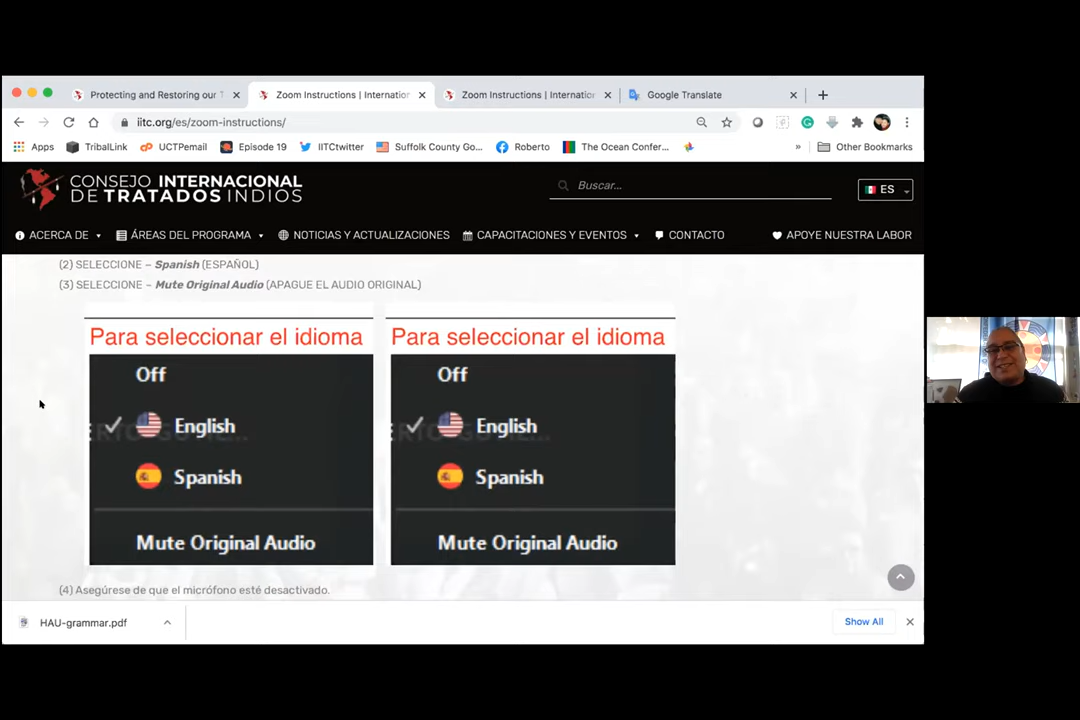 Protecting and Restoring our T
Zoom Instructions | Internation
Zoom Instructions | Internation
Google Translate
iitc.org/es/zoom-instructions/
Apps
TribalLink
UCTPemail
Episode 19
IITCtwitter
Suffolk County Go...
Roberto
The Ocean Confer...
»
Other Bookmarks
CONSEJO INTERNACIONAL
DE TRATADOS INDIOS
Buscar...
ES
ACERCA DE
ÁREAS DEL PROGRAMA
NOTICIAS Y ACTUALIZACIONES
CAPACITACIONES Y EVENTOS
CONTACTO
APOYE NUESTRA LABOR
(2) SELECCIONE – Spanish (ESPAÑOL)
(3) SELECCIONE – Mute Original Audio (APAGUE EL AUDIO ORIGINAL)
Para seleccionar el idioma
Off
English
Spanish
Mute Original Audio
Para seleccionar el idioma
Off
English
Spanish
Mute Original Audio
(4) Asegúrese de que el micrófono esté desactivado.
HAU-grammar.pdf
Show All